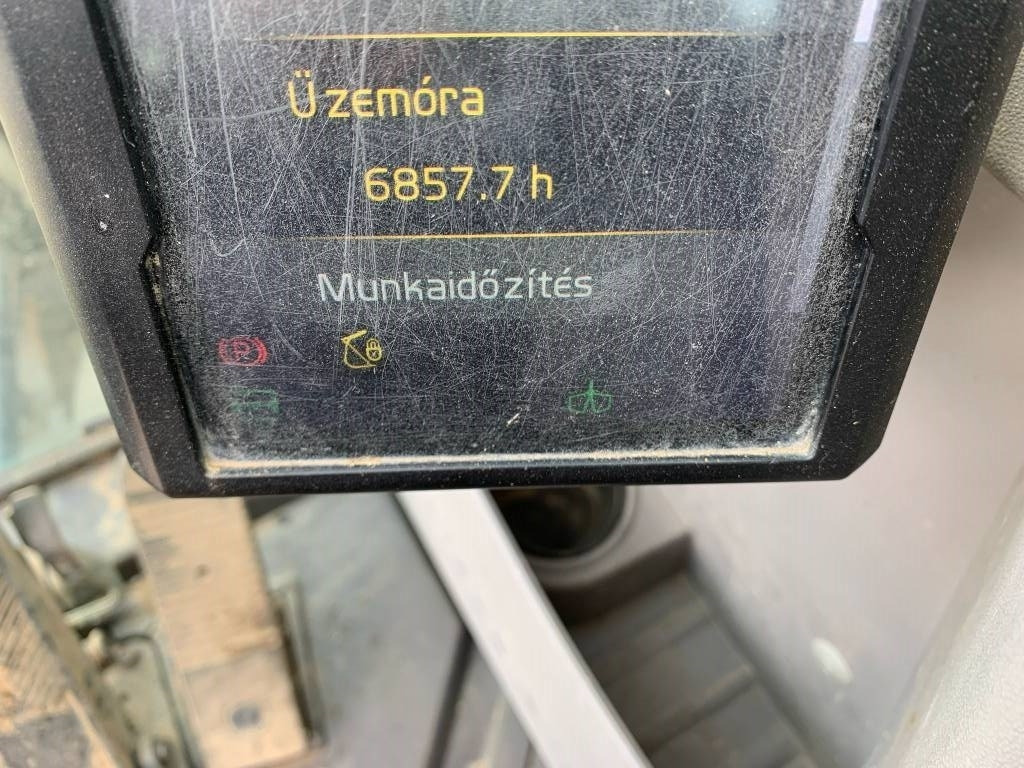 Üzemóra
6857.7 h
Munkaidőzítés
P